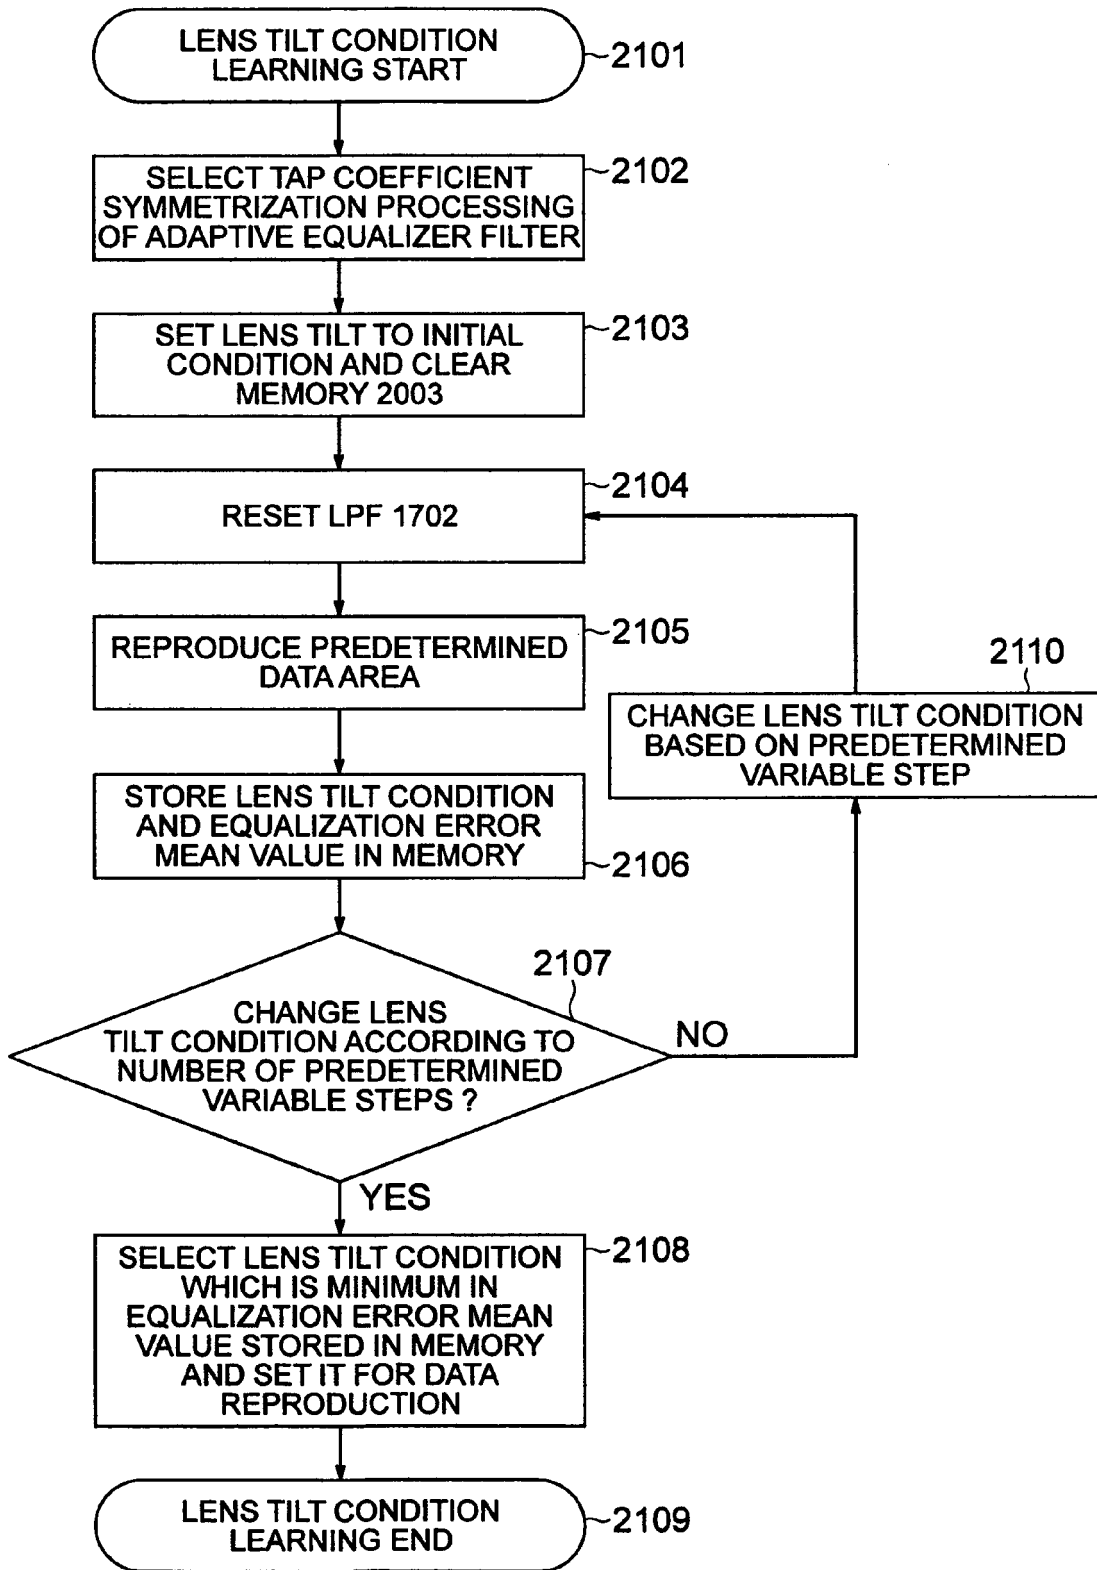 LENS TILT CONDITION
LEARNING START
2101
SELECT TAP COEFFICIENT
SYMMETRIZATION PROCESSING
OF ADAPTIVE EQUALIZER FILTER
2102
SET LENS TILT TO INITIAL
CONDITION AND CLEAR
MEMORY 2003
2103
RESET LPF 1702
2104
REPRODUCE PREDETERMINED
DATA AREA
2105
2110
CHANGE LENS TILT CONDITION
BASED ON PREDETERMINED
VARIABLE STEP
STORE LENS TILT CONDITION
AND EQUALIZATION ERROR
MEAN VALUE IN MEMORY
2106
2107
CHANGE LENS
TILT CONDITION ACCORDING TO
NUMBER OF PREDETERMINED
VARIABLE STEPS ?
NO
YES
SELECT LENS TILT CONDITION
WHICH IS MINIMUM IN
EQUALIZATION ERROR MEAN
VALUE STORED IN MEMORY
AND SET IT FOR DATA
REPRODUCTION
2108
LENS TILT CONDITION
LEARNING END
2109